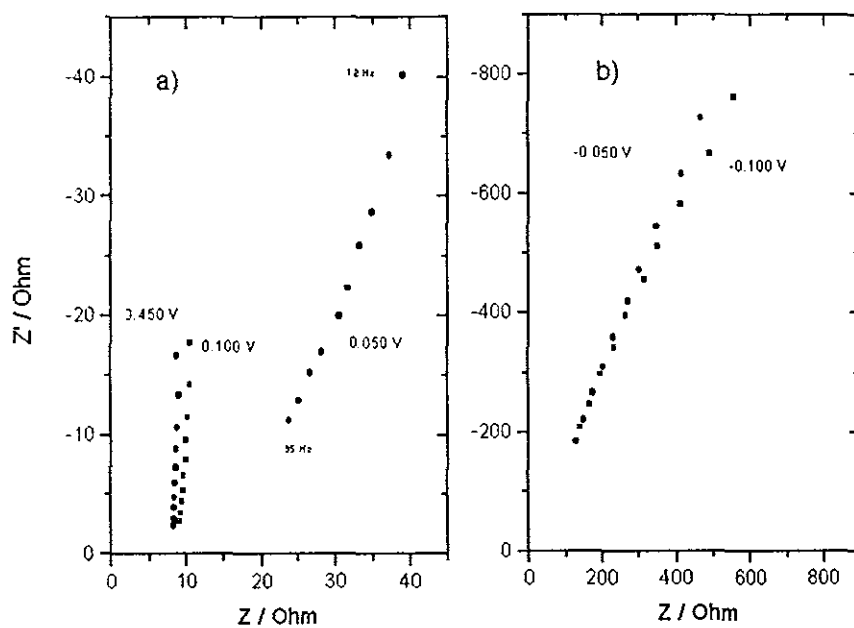 a)
12 Hz
-40
-30
-20
-10
0
0.450 V
0.100 V
0.050 V
95 Hz
0 10 20 30 40
Z' / Ohm
Z / Ohm
b)
-800
-600
-400
-200
0
-0.050 V
-0.100 V
0 200 400 600 800
Z / Ohm